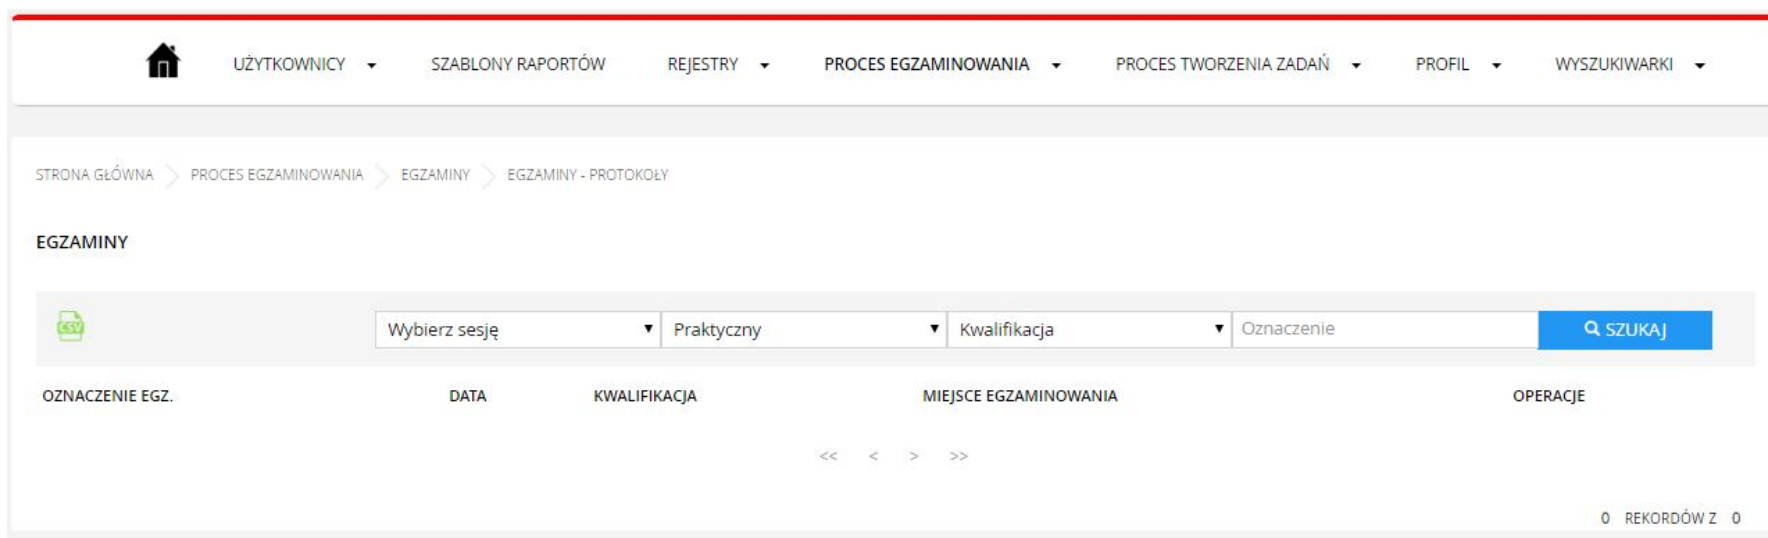 UŻYTKOWNICY SZABLONY RAPORTÓW REJESTRY PROCES EGZAMINOWANIA PROCES TWORZENIA ZADAŃ PROFIL WYSZUKIWARKI
STRONA GŁÓWNA PROCES EGZAMINOWANIA EGZAMINY EGZAMINY - PROTOKOŁY
EGZAMINY
CSV Wybierz sesję Praktyczny Kwalifikacja Oznaczenie SZUKAJ
OZNACZENIE EGZ. DATA KWALIFIKACJA MIEJSCE EGZAMINOWANIA OPERACJE
<< < > >>
0 REKORDÓW Z 0